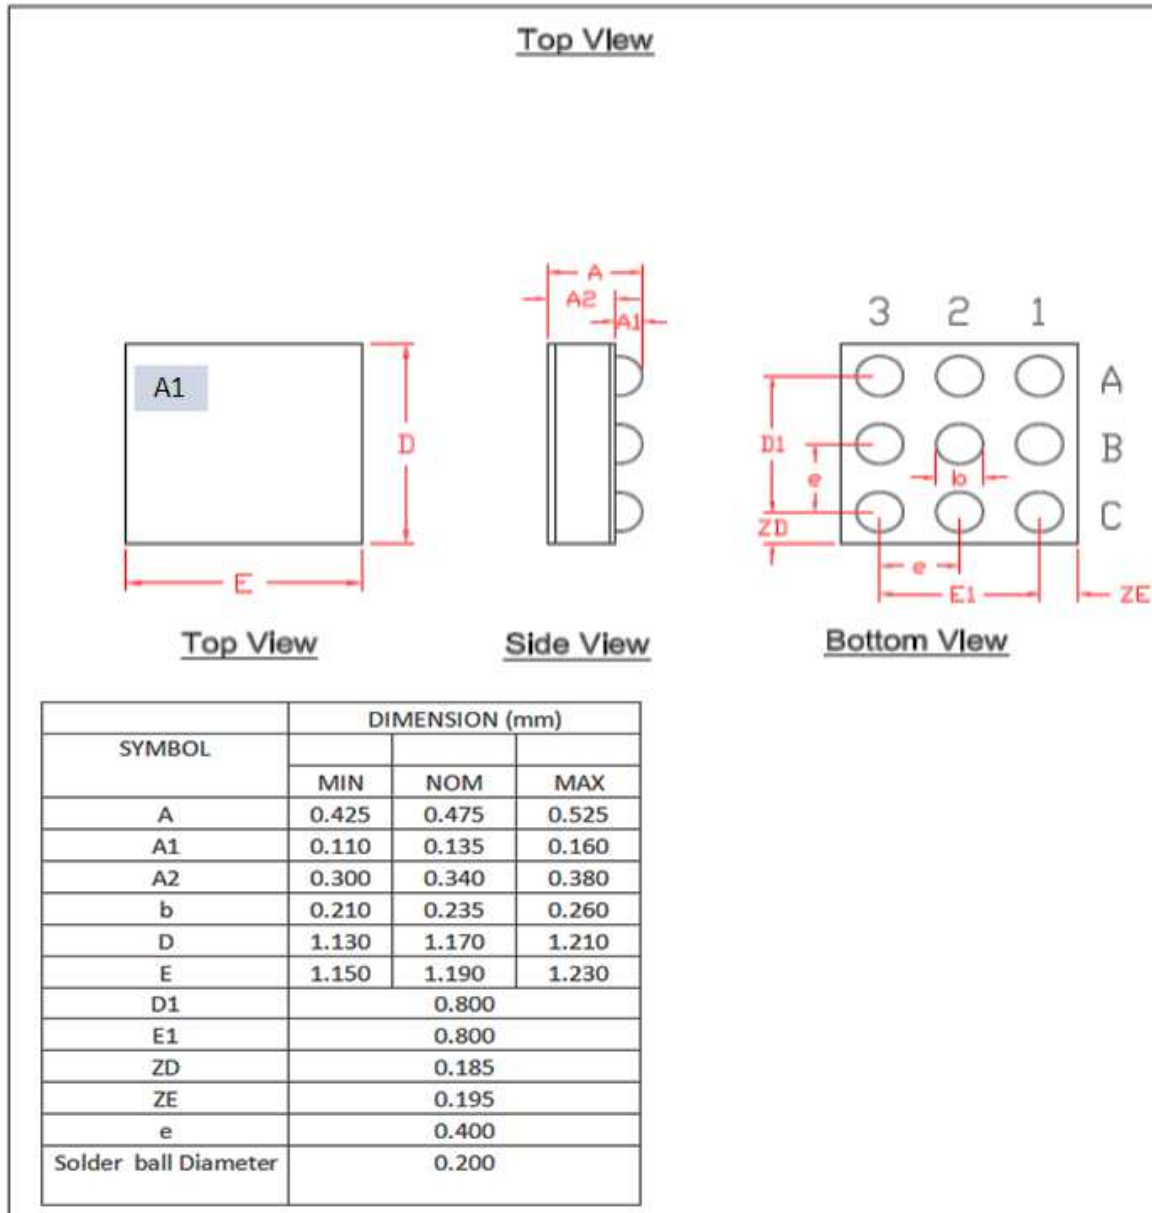 Top View
A
A2
A1
3 2 1
A1
A
D
D1
B
e
b
C
ZD
e
E
E1
ZE
Top View
Side View
Bottom View
DIMENSION (mm)
SYMBOL
MIN NOM MAX
A 0.425 0.475 0.525
A1 0.110 0.135 0.160
A2 0.300 0.340 0.380
b 0.210 0.235 0.260
D 1.130 1.170 1.210
E 1.150 1.190 1.230
D1 0.800
E1 0.800
ZD 0.185
ZE 0.195
e 0.400
Solder ball Diameter 0.200